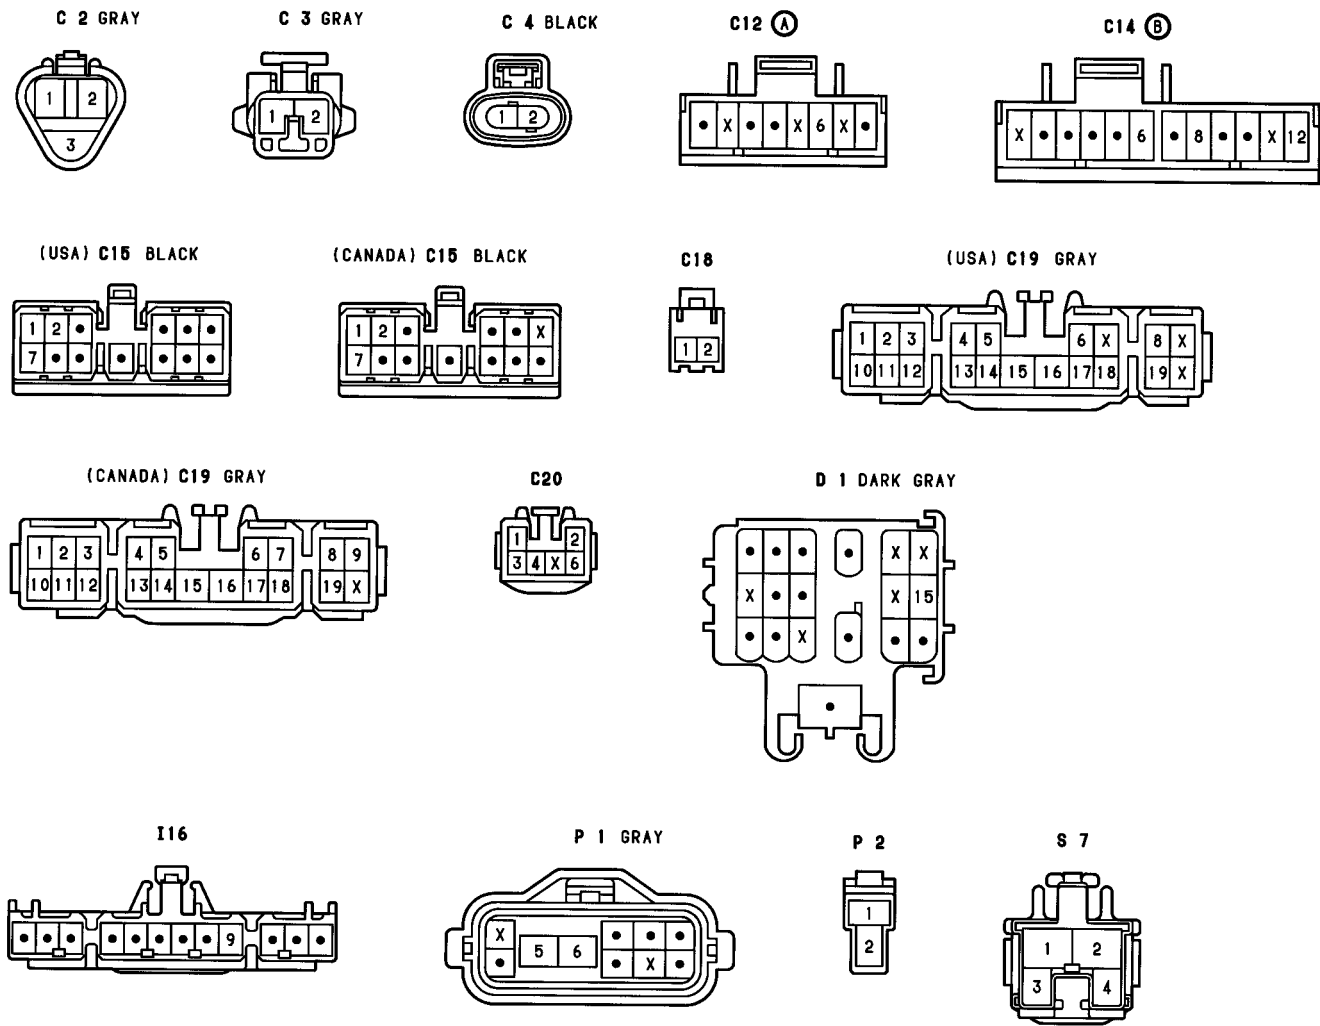 C 2 GRAY
C 3 GRAY
C 4 BLACK
C12 Ⓐ
C14 Ⓑ
1 2
3
1 2
1 2
• X • • X 6 X •
X • • • • 6 • 8 • • X 12
(USA) C15 BLACK
(CANADA) C15 BLACK
C18
(USA) C19 GRAY
1 2 • • • •
7 • • • • • •
1 2 • • • X
7 • • • • • •
1 2
1 2 3 4 5 6 X 8 X
10 11 12 13 14 15 16 17 18 19 X
(CANADA) C19 GRAY
C20
D 1 DARK GRAY
1 2 3 4 5 6 7 8 9
10 11 12 13 14 15 16 17 18 19 X
1 2
3 4 X 6
• • • • X X
X • • X 15
• • X • • •
•
I16
P 1 GRAY
P 2
S 7
• • • • • • • • 9 • • •
X • • •
5 6
• • X •
1
2
1 2
3 4